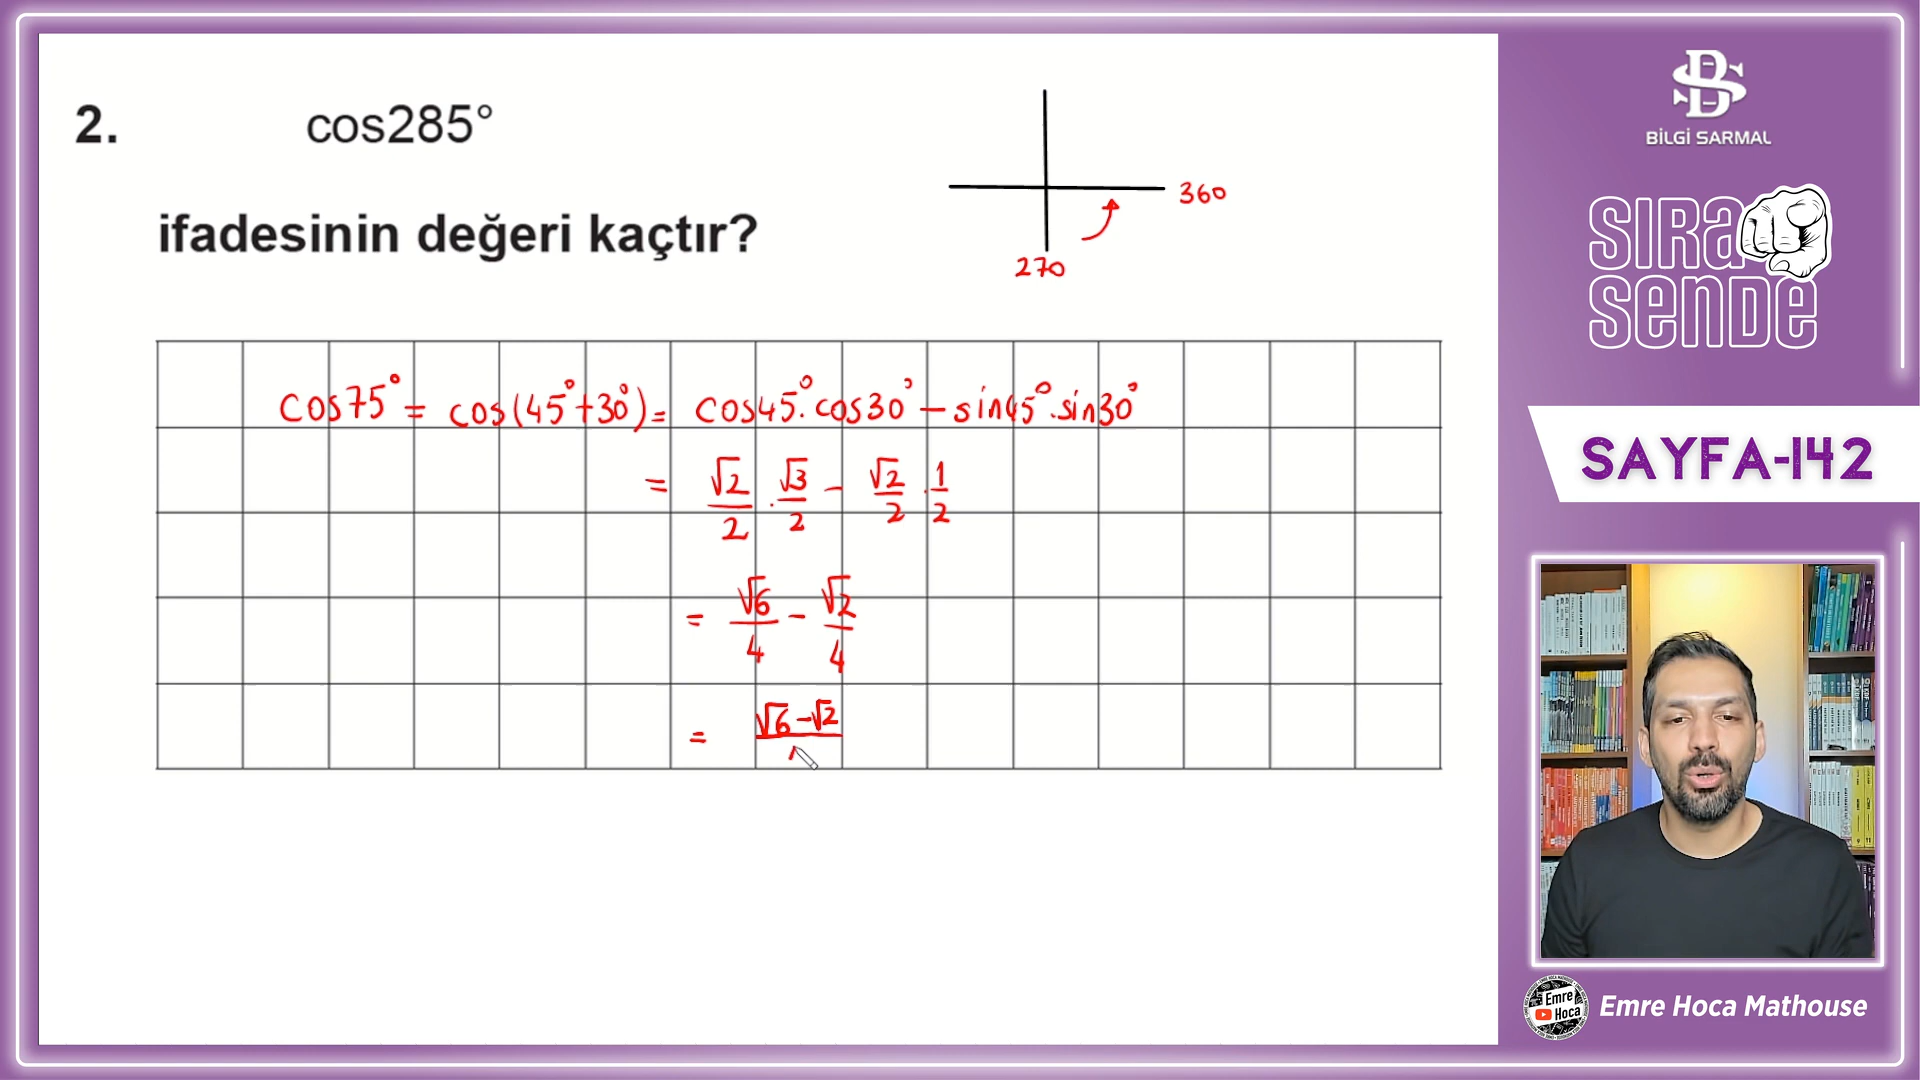 2. cos285°
360
ifadesinin değeri kaçtır?
270
cos75° = cos(45°+30°) = cos45°.cos30° - sin45°.sin30°
= √2/2 . √3/2 - √2/2 . 1/2
= √6/4 - √2/4
= √6-√2
BİLGİ SARMAL
SIRA
SENDE
SAYFA-142
Emre
Hoca
Emre Hoca Mathouse